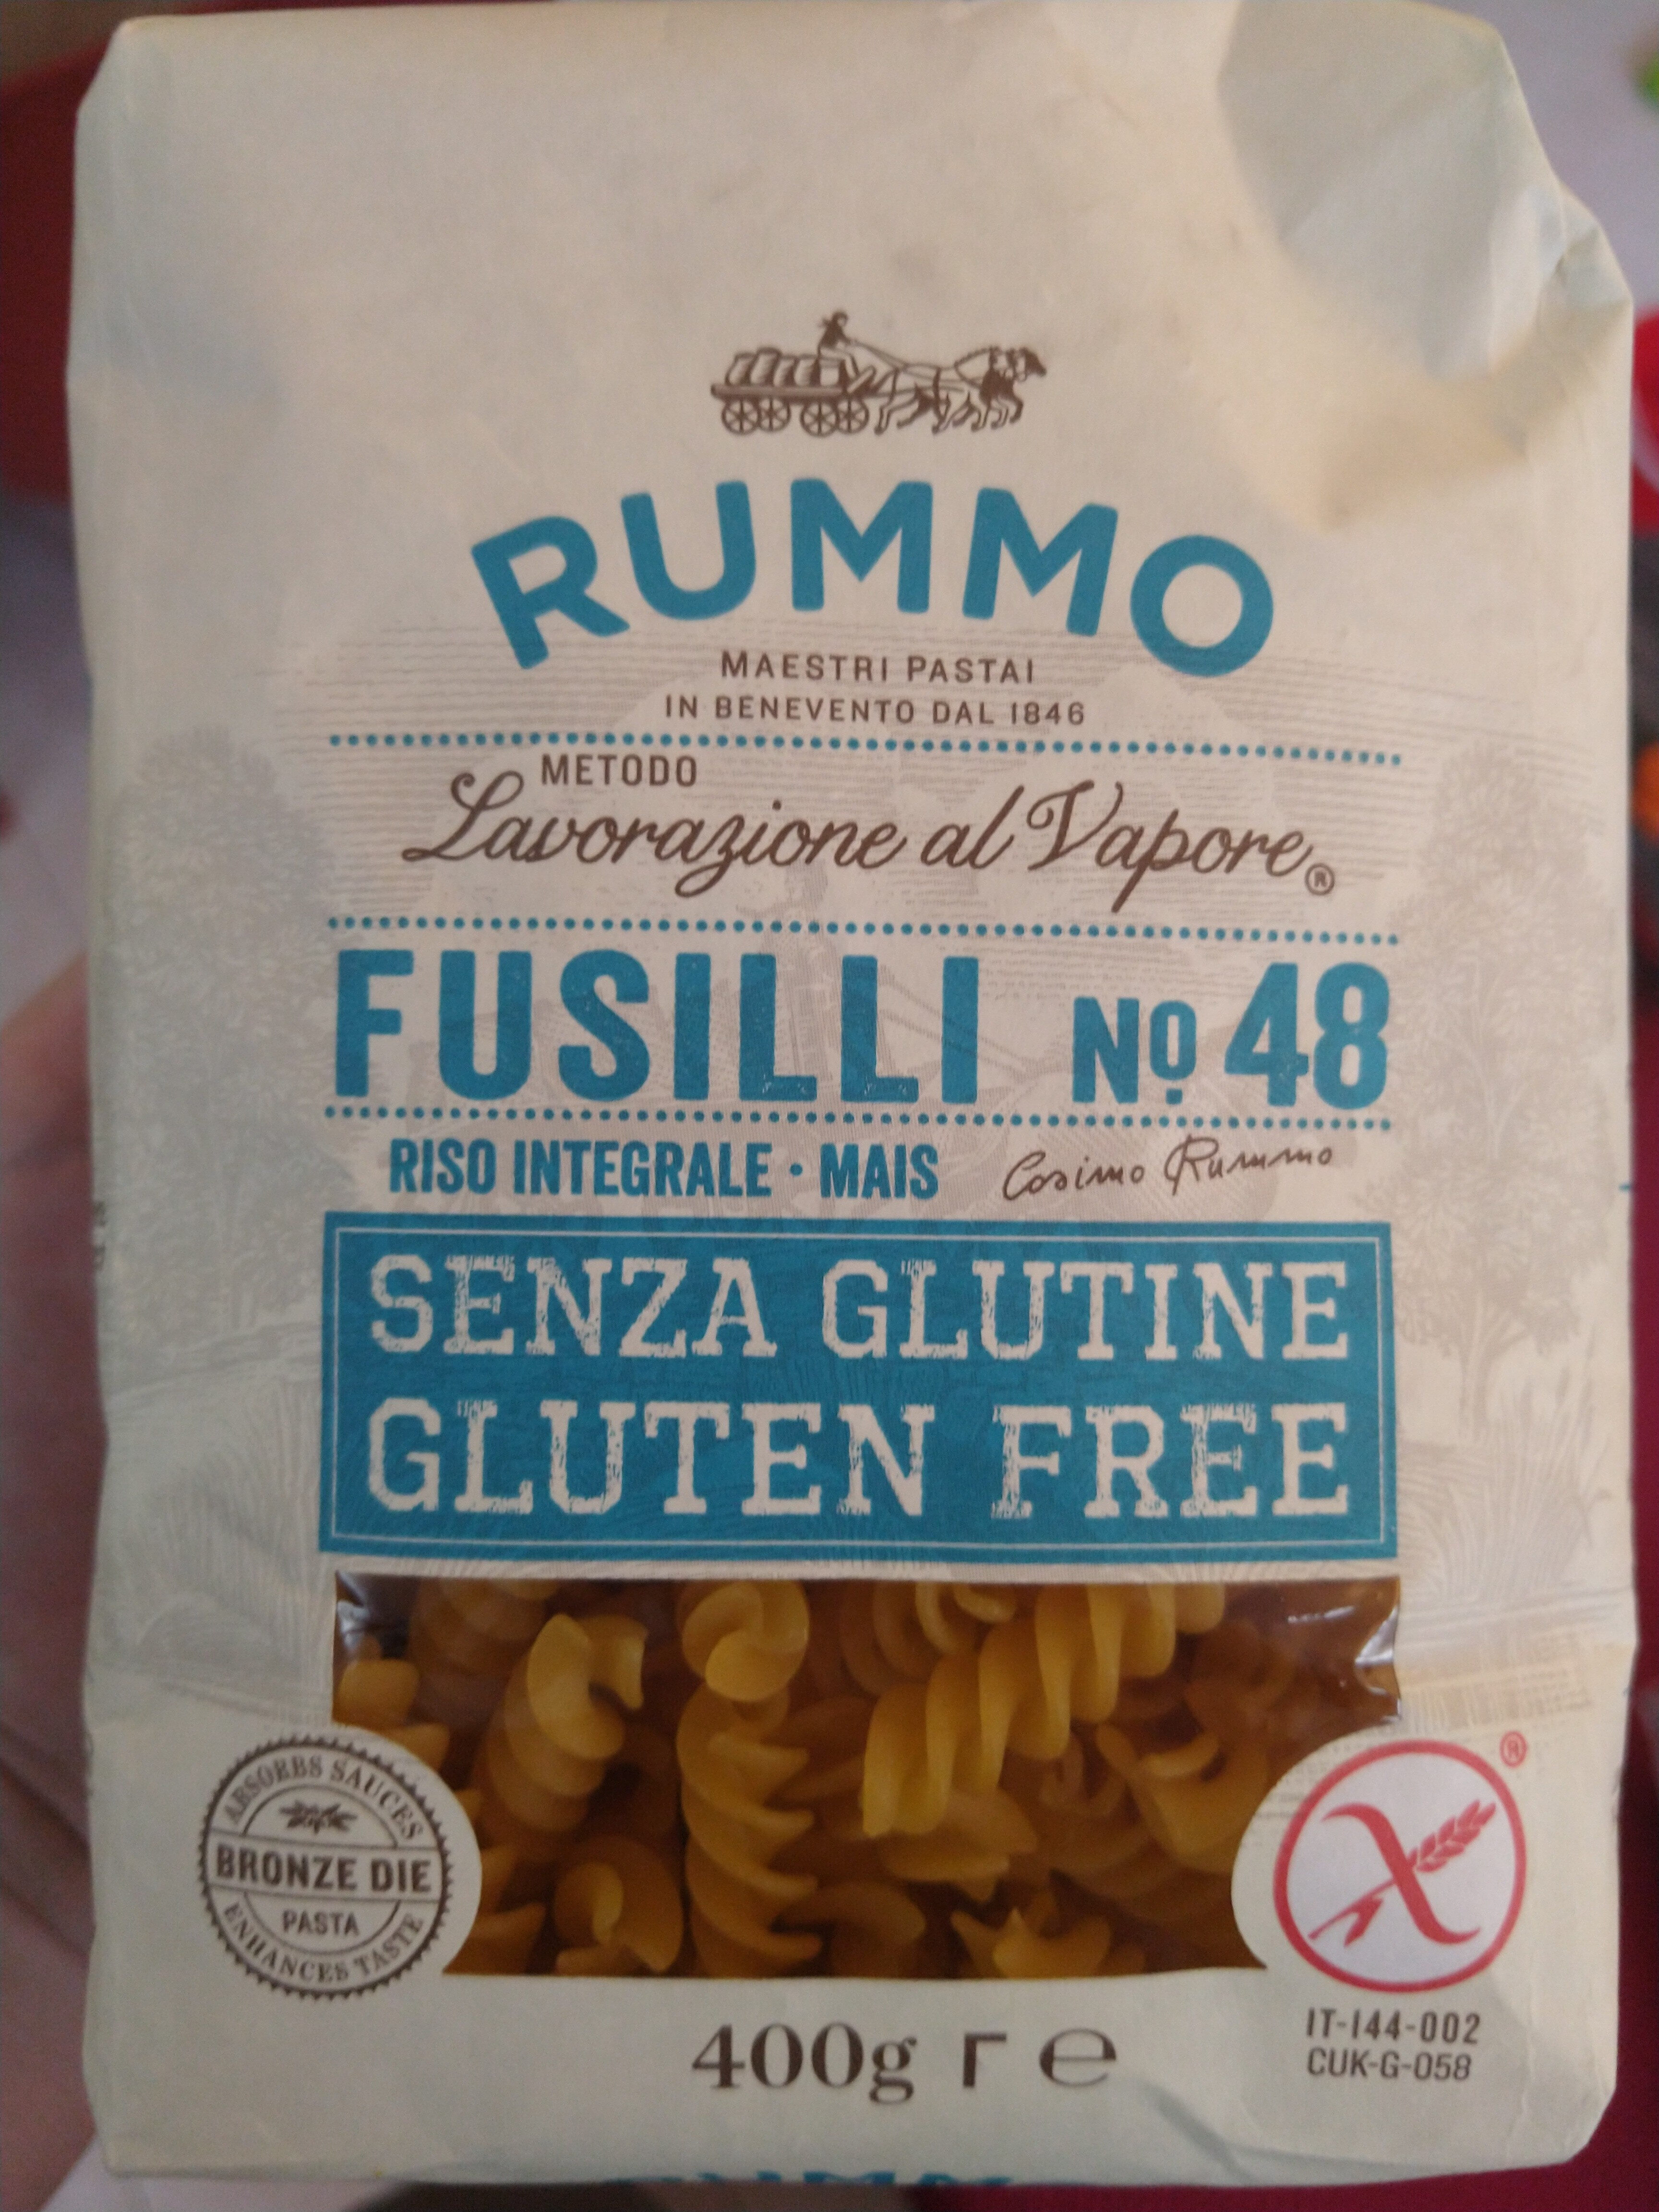 RUMMO
MAESTRI PASTAI
IN BENEVENTO DAL 1846
METODO
Lavorazione al Vapore®
FUSILLI Nº 48
RISO INTEGRALE • MAIS
Cosimo Rummo
SENZA GLUTINE
GLUTEN FREE
ABSORBS SAUCES
BRONZE DIE
PASTA
ENHANCES TASTE
®
400g г ℮
IT-144-002
CUK-G-058